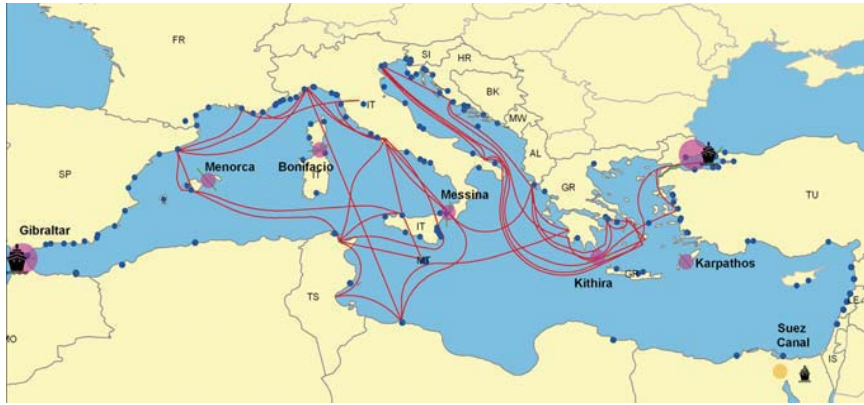 FR
SI
HR
BK
IT
MW
AL
SP
Menorca
Bonifacio
IT
Messina
GR
TU
Gibraltar
IT
MT
Kithira
GR
Karpathos
TS
LE
MO
Suez
Canal
IS